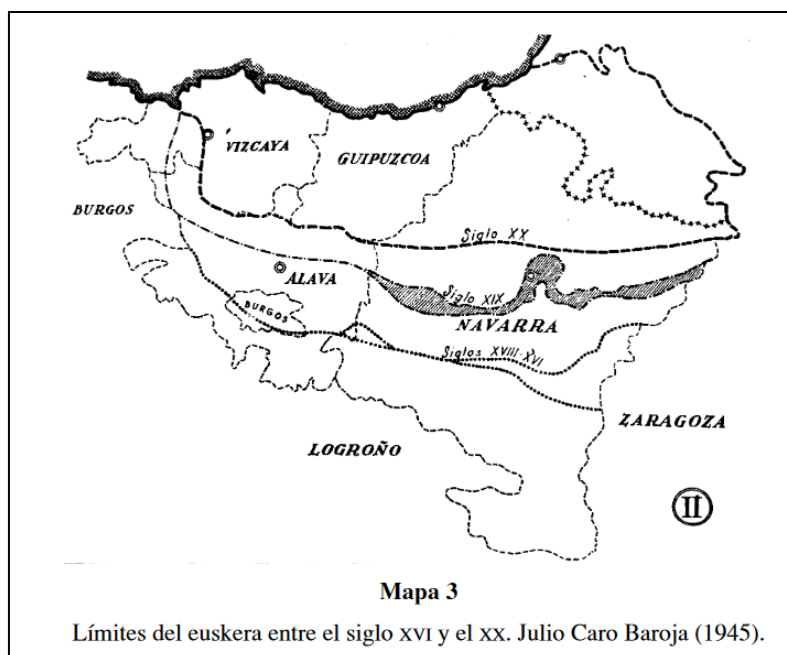 VIZCAYA
GUIPUZCOA
BURGOS
Siglo XX
ALAVA
Siglo XIX
BURGOS
NAVARRA
Siglos XVIII-XVI
ZARAGOZA
LOGROÑO
II
Mapa 3
Límites del euskera entre el siglo XVI y el XX. Julio Caro Baroja (1945).